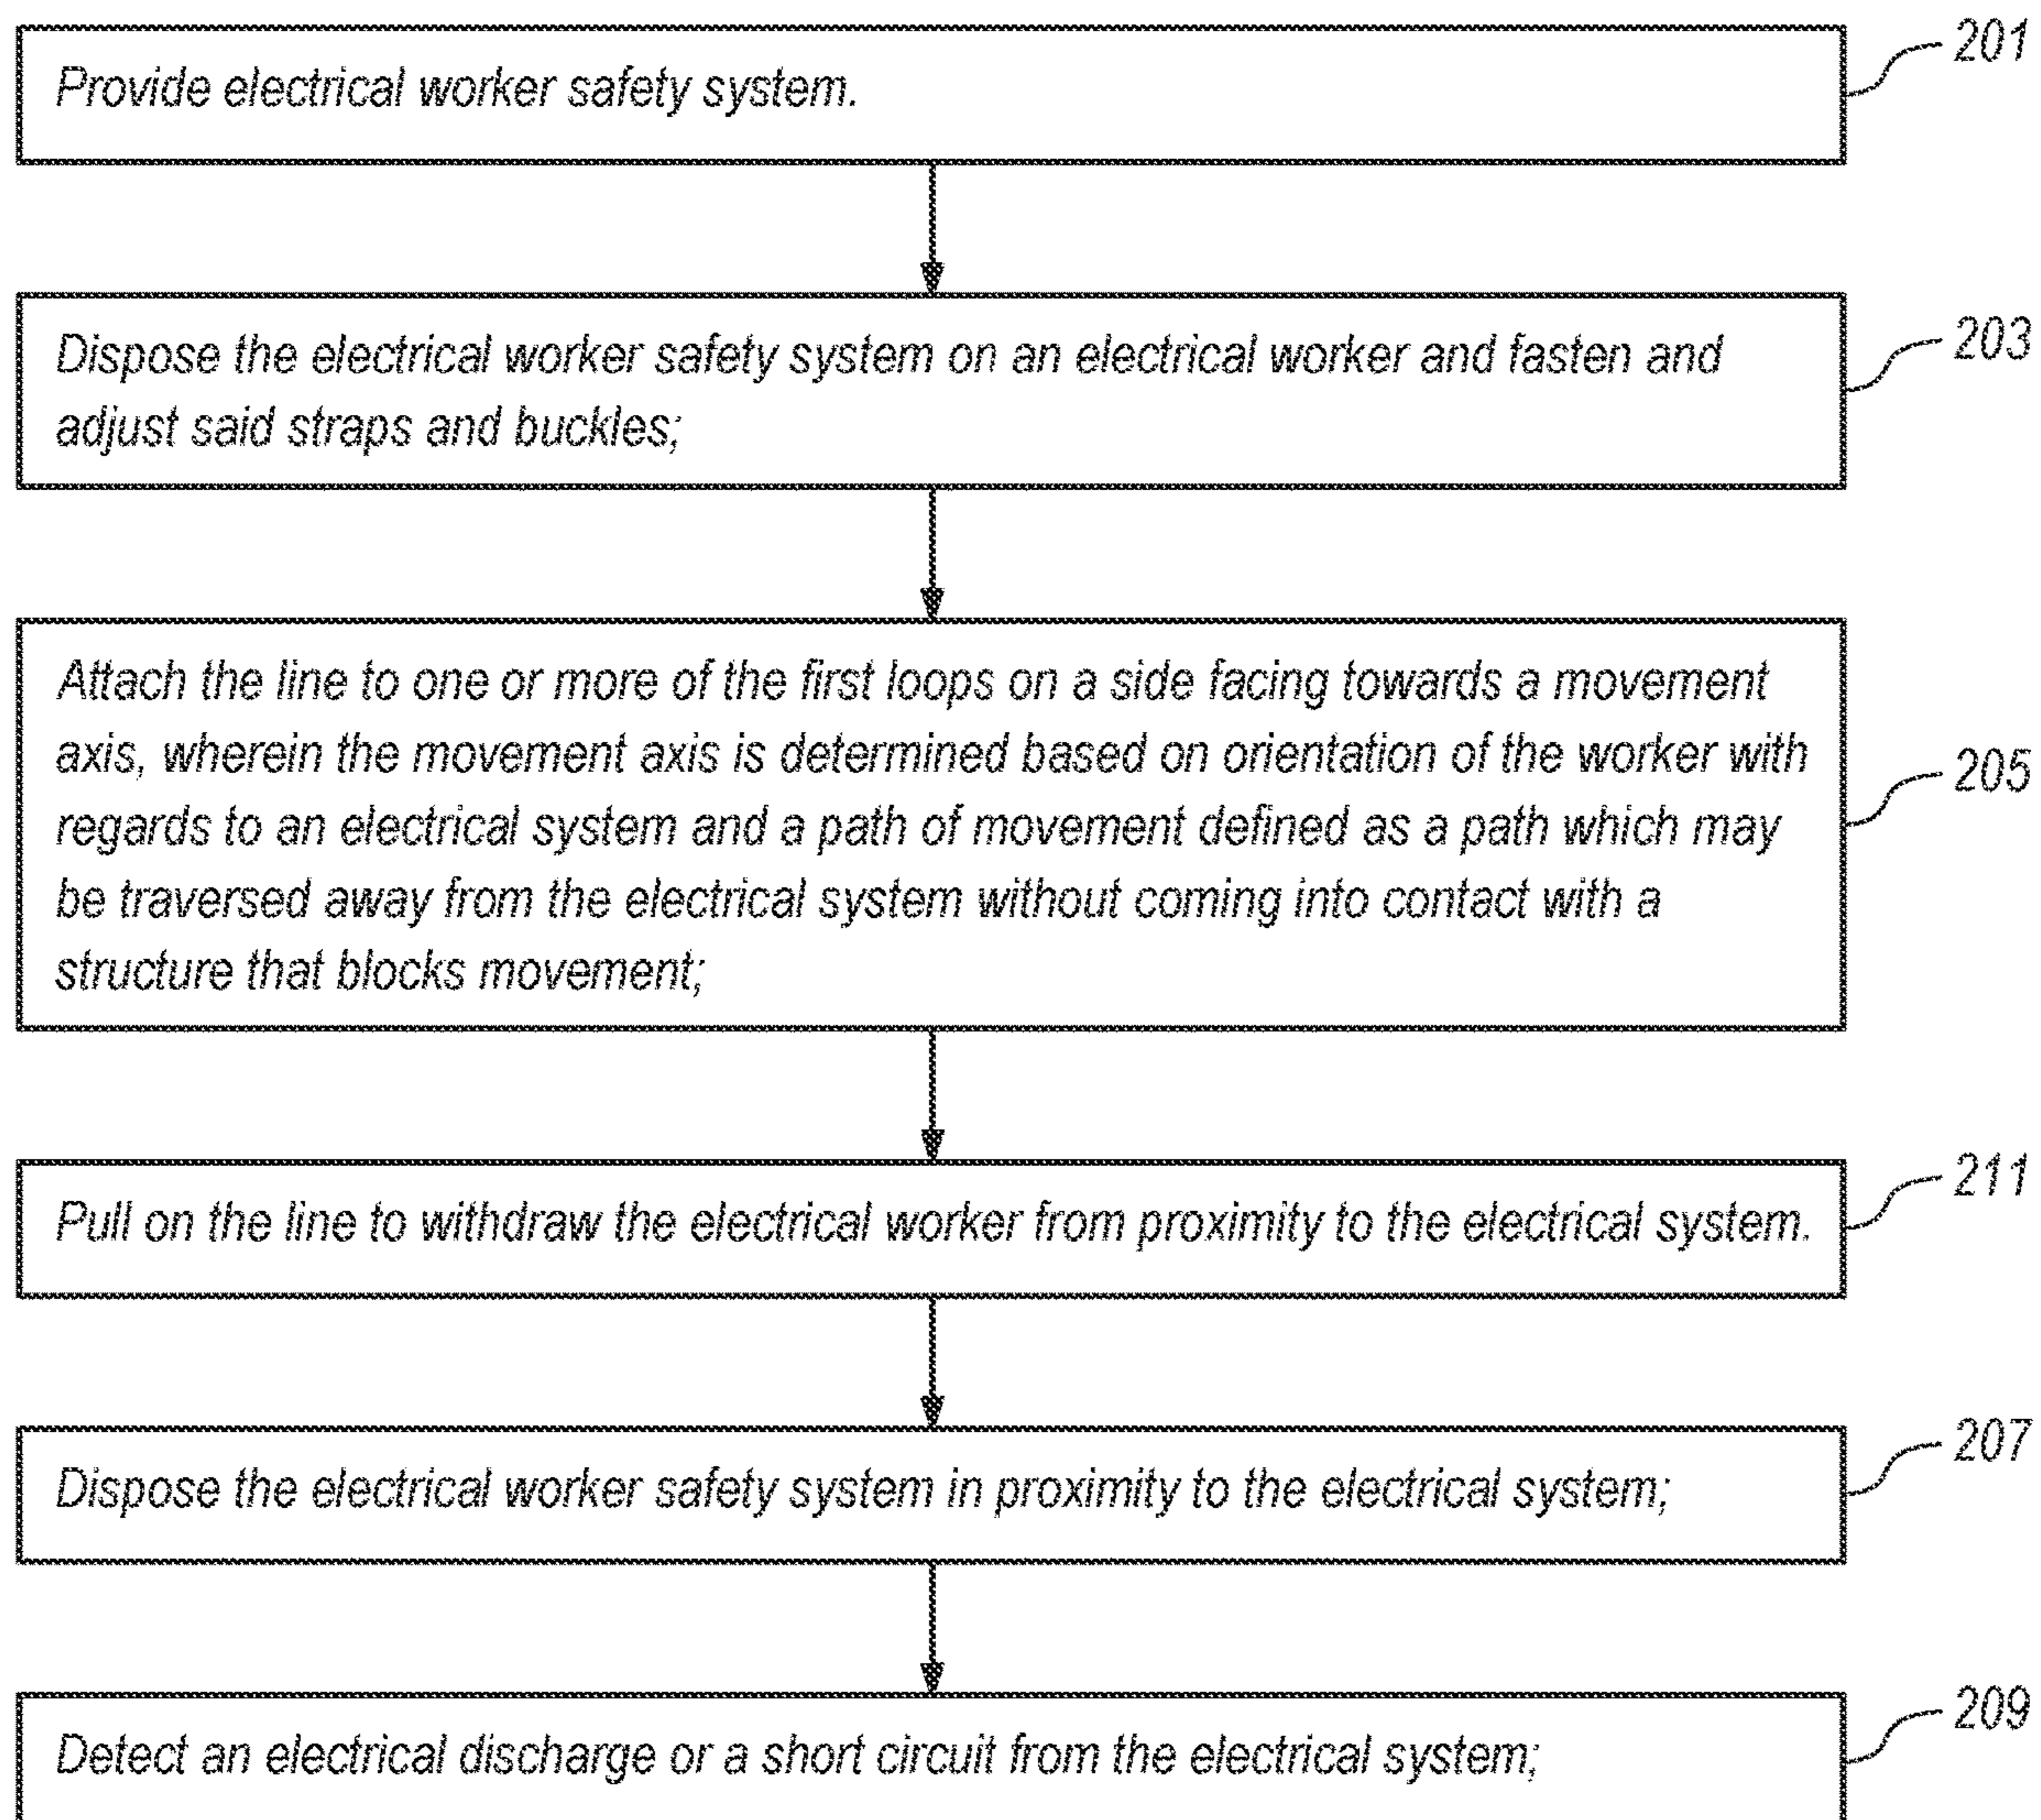 201
Provide electrical worker safety system.
203
Dispose the electrical worker safety system on an electrical worker and fasten and
adjust said straps and buckles;
Attach the line to one or more of the first loops on a side facing towards a movement
axis, wherein the movement axis is determined based on orientation of the worker with
205
regards to an electrical system and a path of movement defined as a path which may
be traversed away from the electrical system without coming into contact with a
structure that blocks movement;
211
Pull on the line to withdraw the electrical worker from proximity to the electrical system.
207
Dispose the electrical worker safety system in proximity to the electrical system;
209
Detect an electrical discharge or a short circuit from the electrical system;